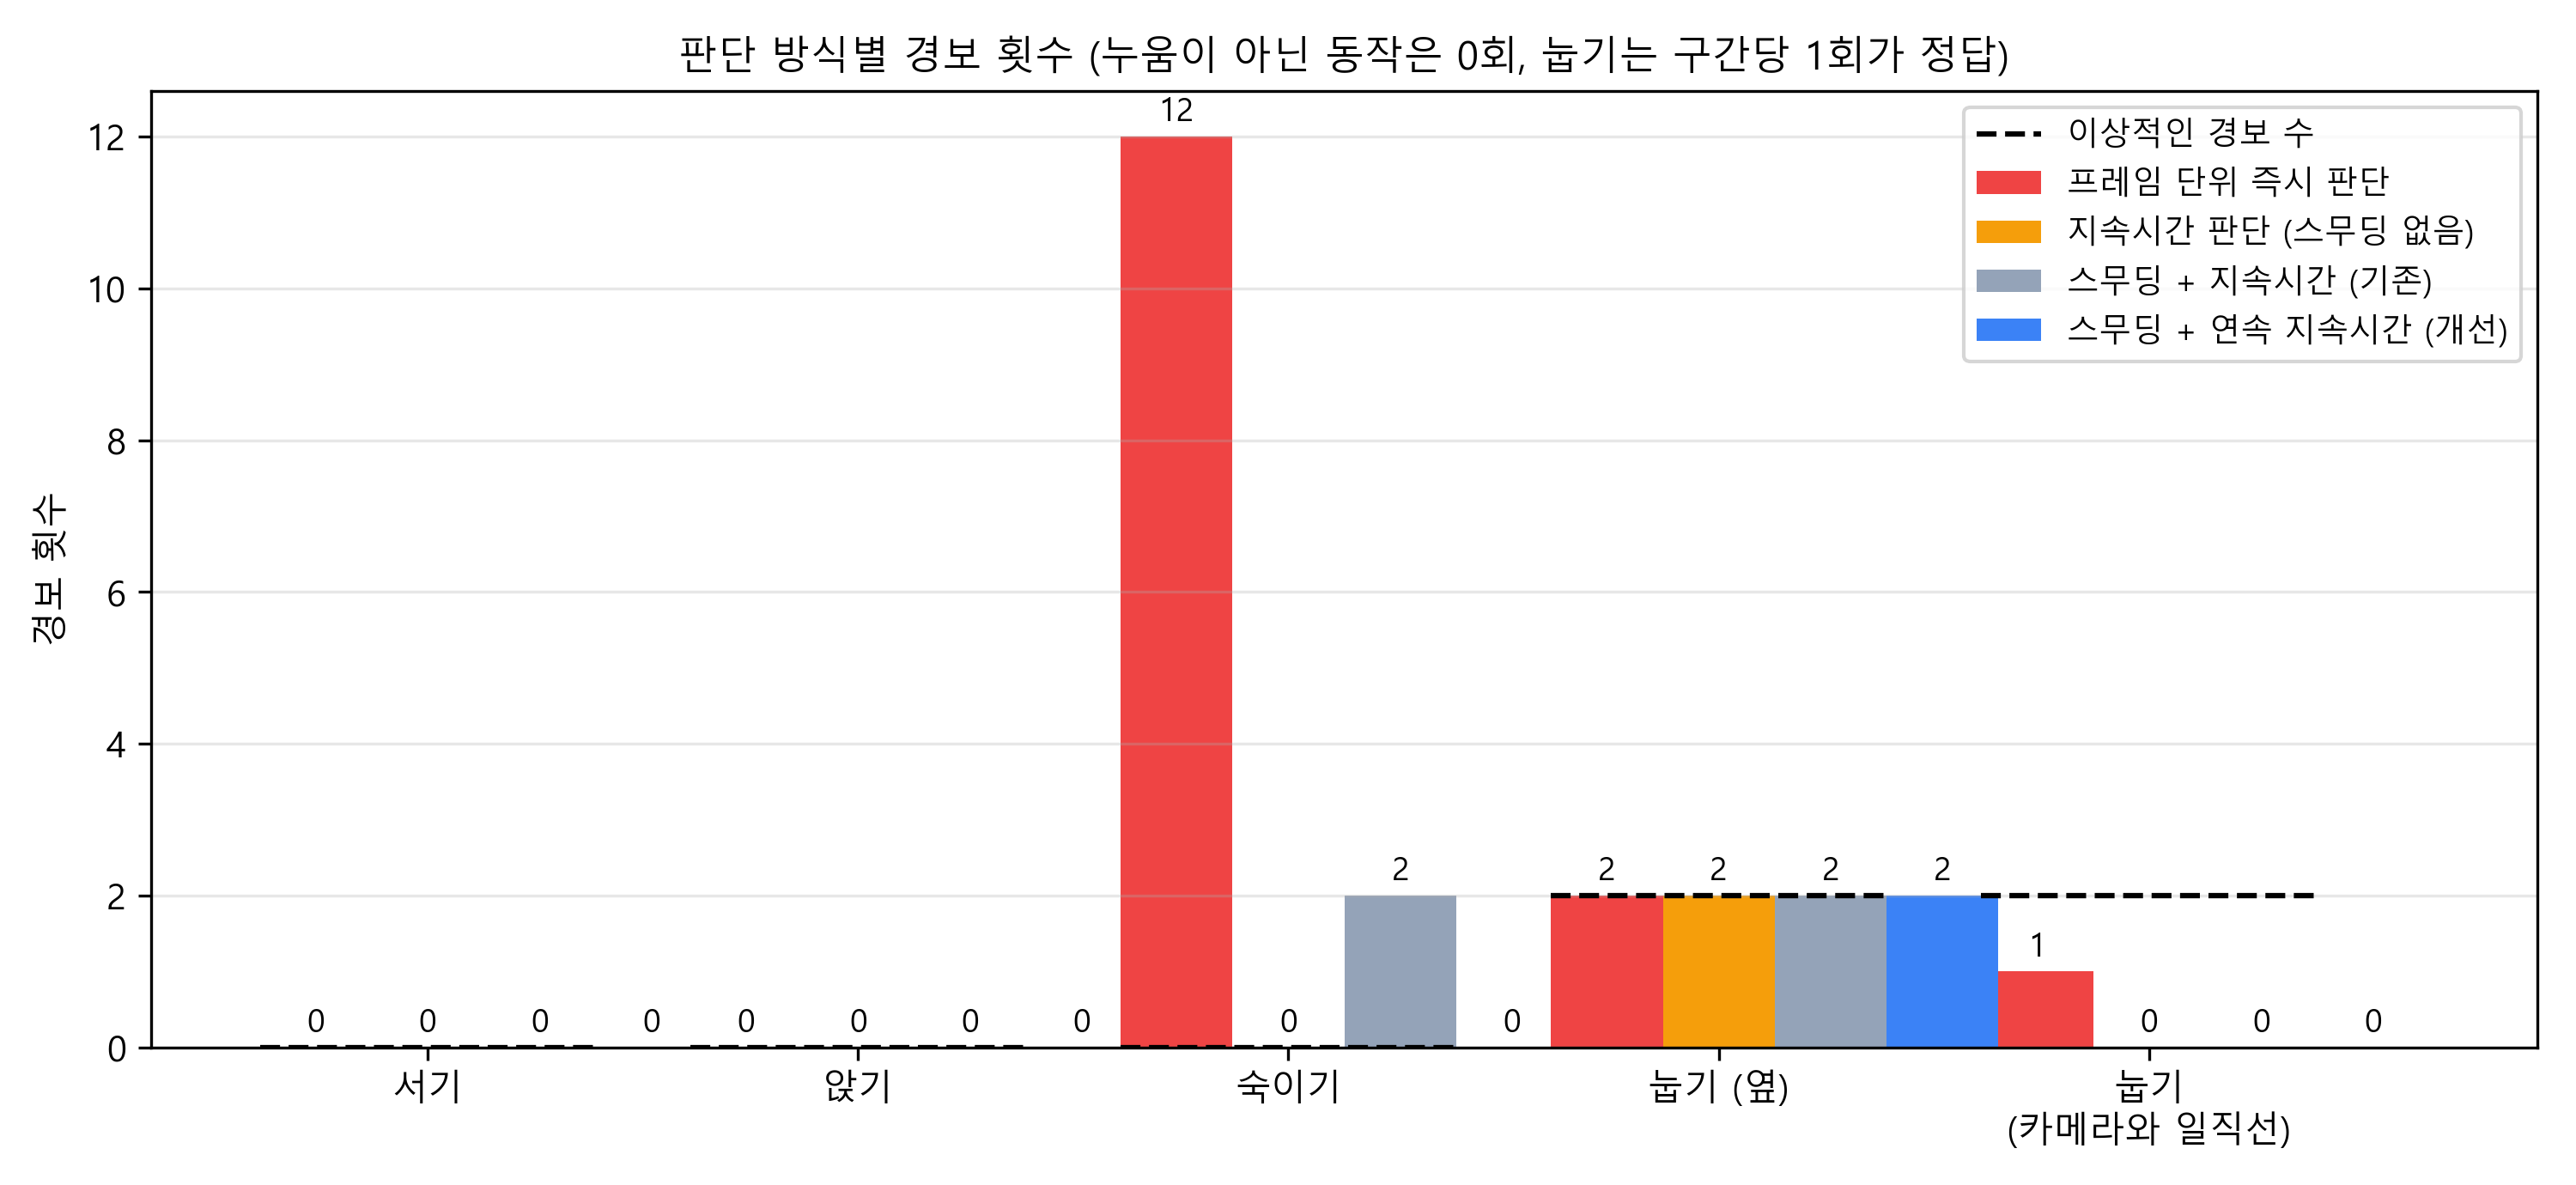 판단 방식별 경보 횟수 (누움이 아닌 동작은 0회, 눕기는 구간당 1회가 정답)
이상적인 경보 수
프레임 단위 즉시 판단
지속시간 판단 (스무딩 없음)
스무딩 + 지속시간 (기존)
스무딩 + 연속 지속시간 (개선)
경보 횟수
12
10
8
6
4
2
0
0 0 0 0
0 0 0 0
12 0 2 0
2 2 2 2
1 0 0 0
서기
앉기
숙이기
눕기 (옆)
눕기
(카메라와 일직선)